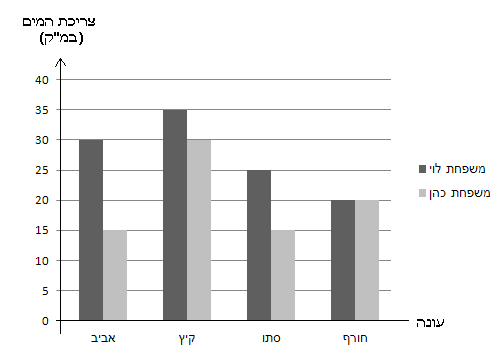 צריכת המים
(במ"ק)
40
35
30
25
20
15
10
5
0
אביב
קיץ
סתו
חורף
עונה
משפחת לוי
משפחת כהן